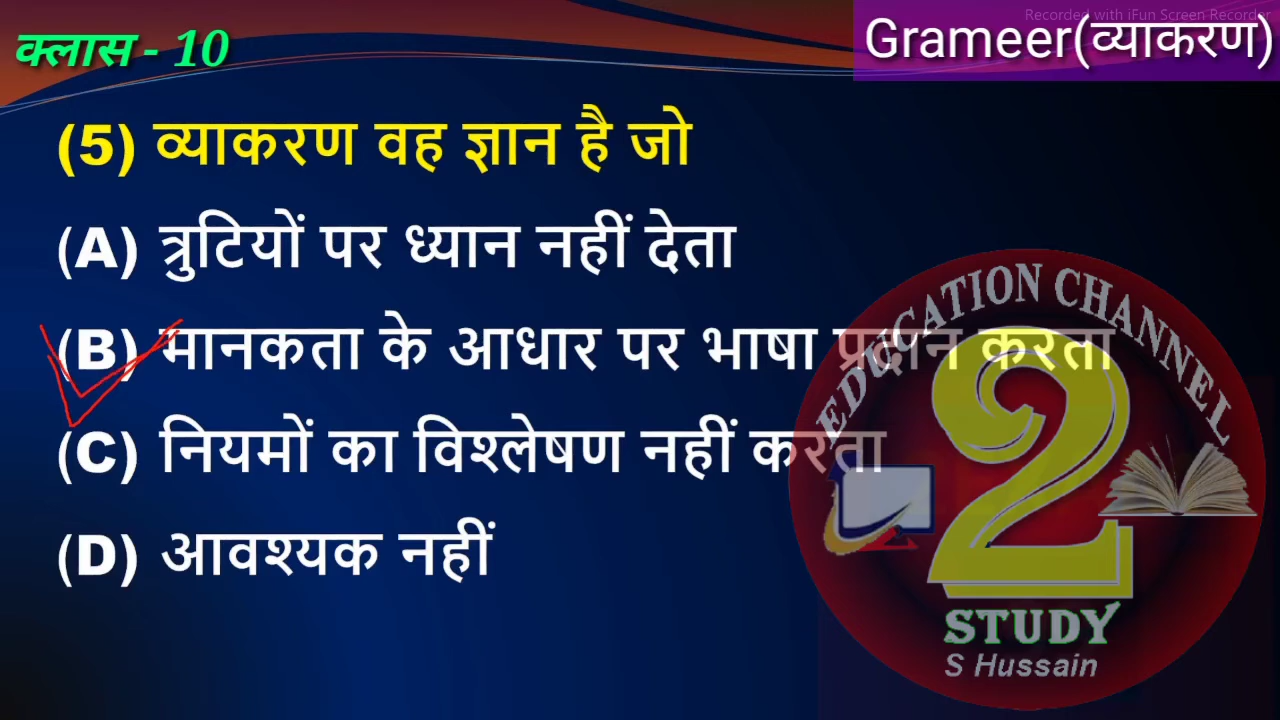 Recorded with iFun Screen Recorder
क्लास - 10
Grameer(व्याकरण)
(5) व्याकरण वह ज्ञान है जो
(A) त्रुटियों पर ध्यान नहीं देता
(B) मानकता के आधार पर भाषा प्रदान करता
(C) नियमों का विश्लेषण नहीं करता
(D) आवश्यक नहीं
EDUCATION CHANNEL
2
STUDY
S Hussain